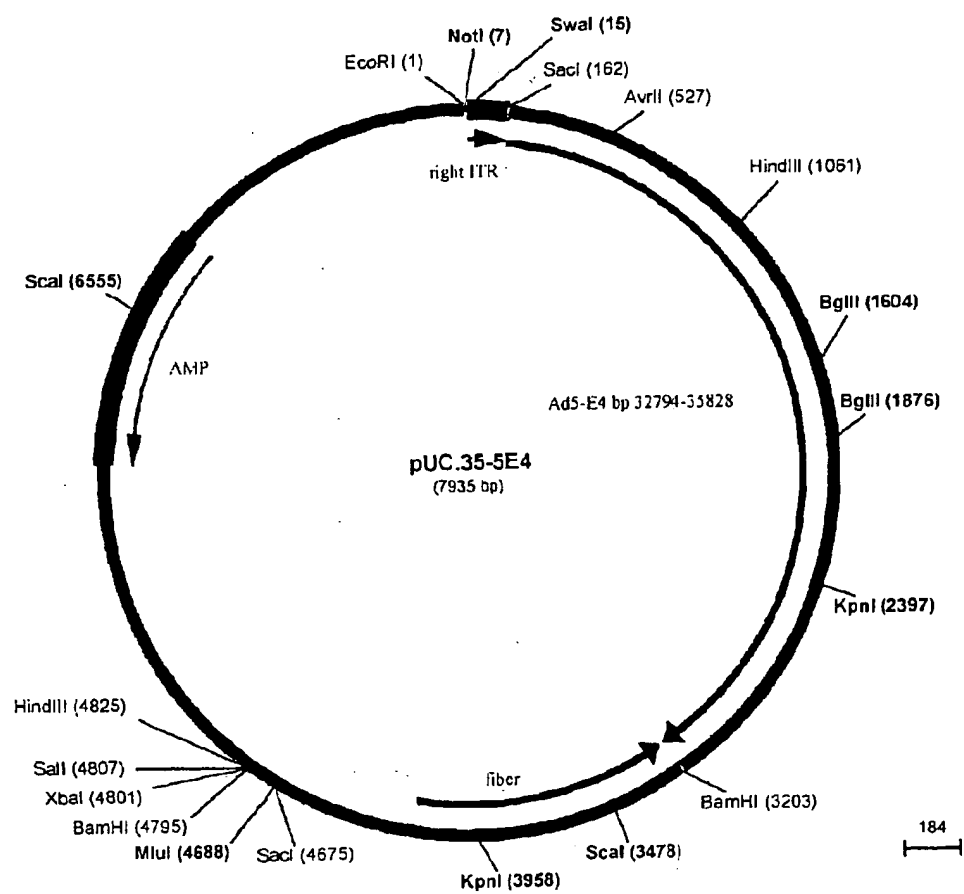 NotI (7)
SwaI (15)
EcoRI (1)
SacI (162)
AvrII (527)
right ITR
HindIII (1061)
ScaI (6555)
BglII (1604)
AMP
Ad5-E4 bp 32794-35828
BglII (1876)
pUC.35-5E4
(7935 bp)
KpnI (2397)
HindIII (4825)
SalI (4807)
fiber
XbaI (4801)
BamHI (3203)
BamHI (4795)
184
MluI (4688)
SacI (4675)
ScaI (3478)
KpnI (3958)